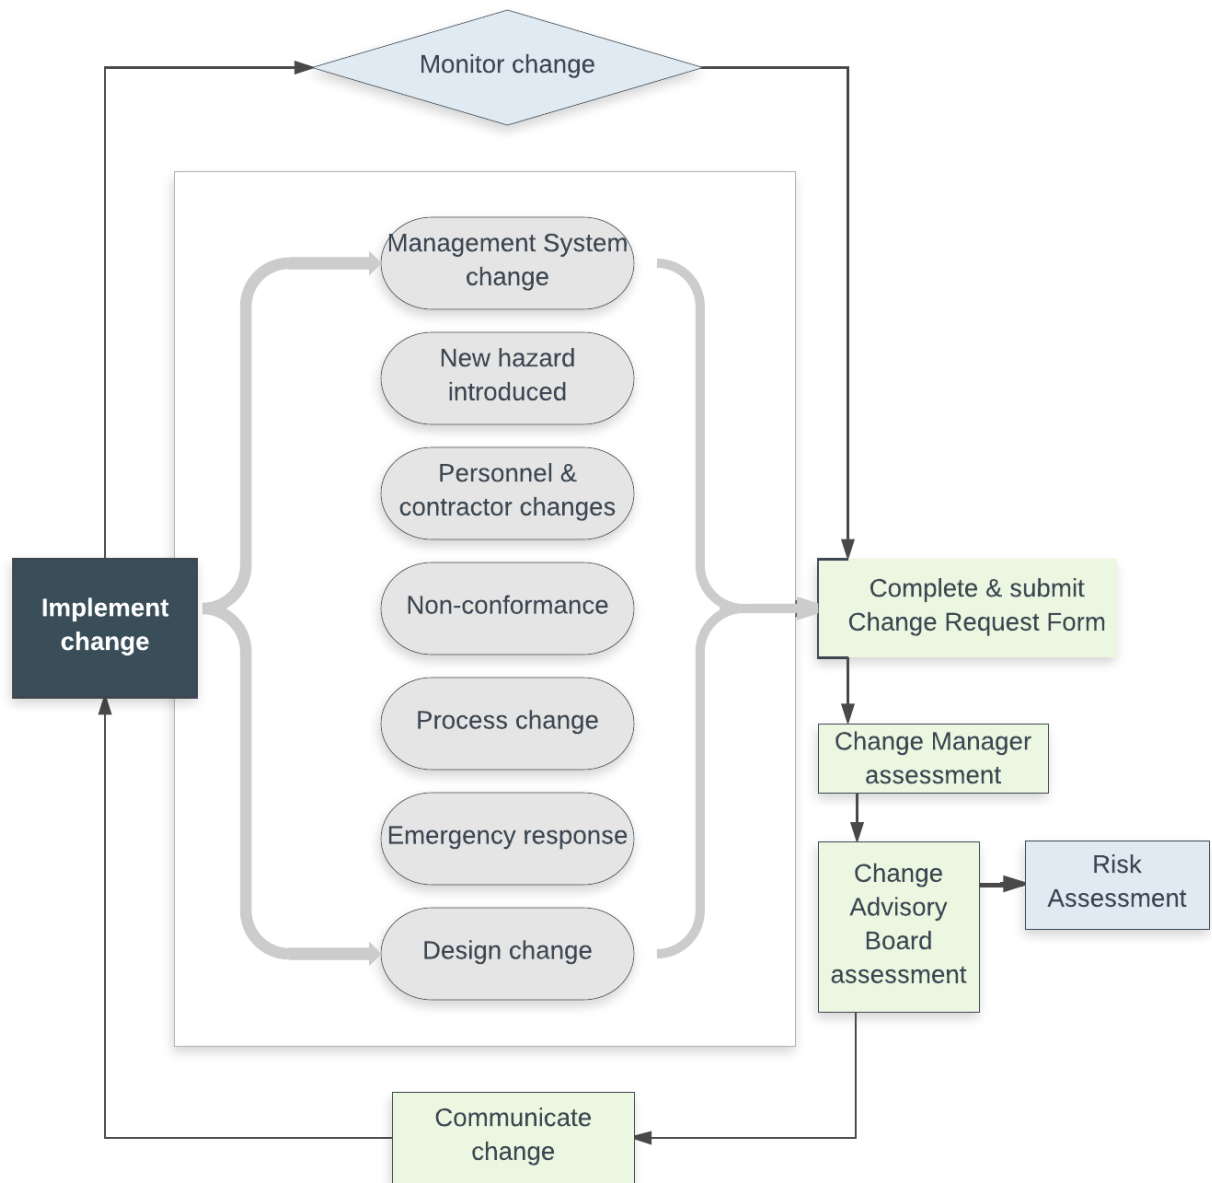 Monitor change
Management System
change
New hazard
introduced
Personnel &
contractor changes
Non-conformance
Process change
Emergency response
Design change
Implement
change
Complete & submit
Change Request Form
Change Manager
assessment
Change
Advisory
Board
assessment
Risk
Assessment
Communicate
change